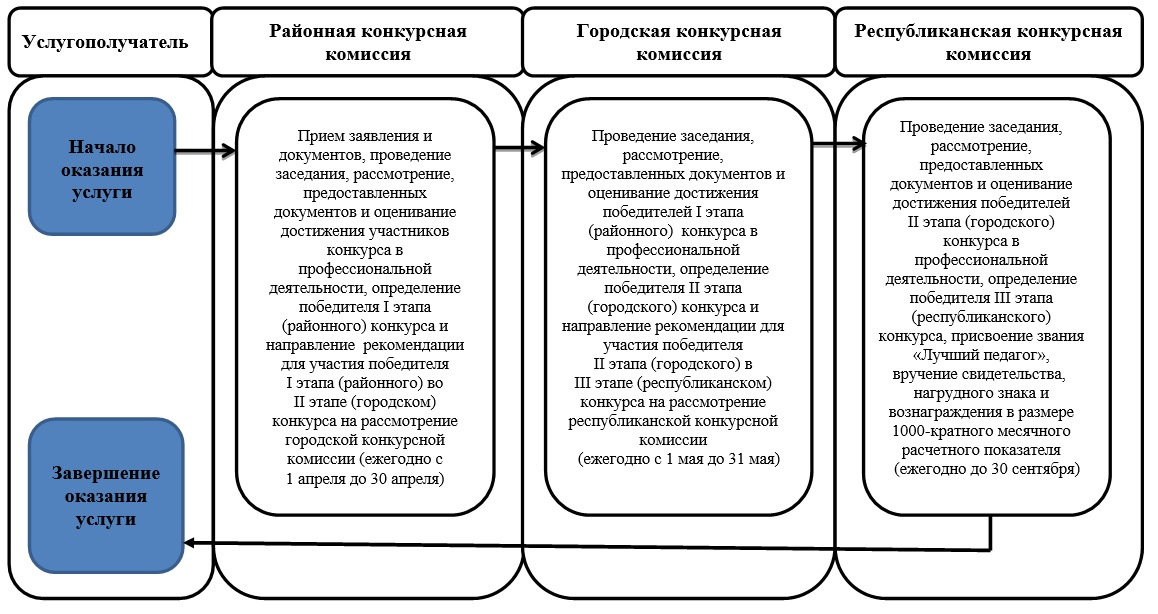 Услугополучатель
Районная конкурсная
комиссия
Городская конкурсная
комиссия
Республиканская конкурсная
комиссия
Начало
оказания
услуги
Прием заявления и
документов, проведение
заседания, рассмотрение,
предоставленных
документов и оценивание
достижения участников
конкурса в
профессиональной
деятельности, определение
победителя I этапа
(районного) конкурса и
направление рекомендации
для участия победителя
I этапа (районного) во
II этапе (городском)
конкурса на рассмотрение
городской конкурсной
комиссии (ежегодно с
1 апреля до 30 апреля)
Проведение заседания,
рассмотрение,
предоставленных документов и
оценивание достижения
победителей I этапа
(районного) конкурса в
профессиональной
деятельности, определение
победителя II этапа
(городского) конкурса и
направление рекомендации для
участия победителя
II этапа (городского) в
III этапе (республиканском)
конкурса на рассмотрение
республиканской конкурсной
комиссии
(ежегодно с 1 мая до 31 мая)
Проведение заседания,
рассмотрение,
предоставленных
документов и оценивание
достижения победителей
II этапа (городского)
конкурса в
профессиональной
деятельности, определение
победителя III этапа
(республиканского)
конкурса, присвоение звания
«Лучший педагог»,
вручение свидетельства,
нагрудного знака и
вознаграждения в размере
1000-кратного месячного
расчетного показателя
(ежегодно до 30 сентября)
Завершение
оказания
услуги